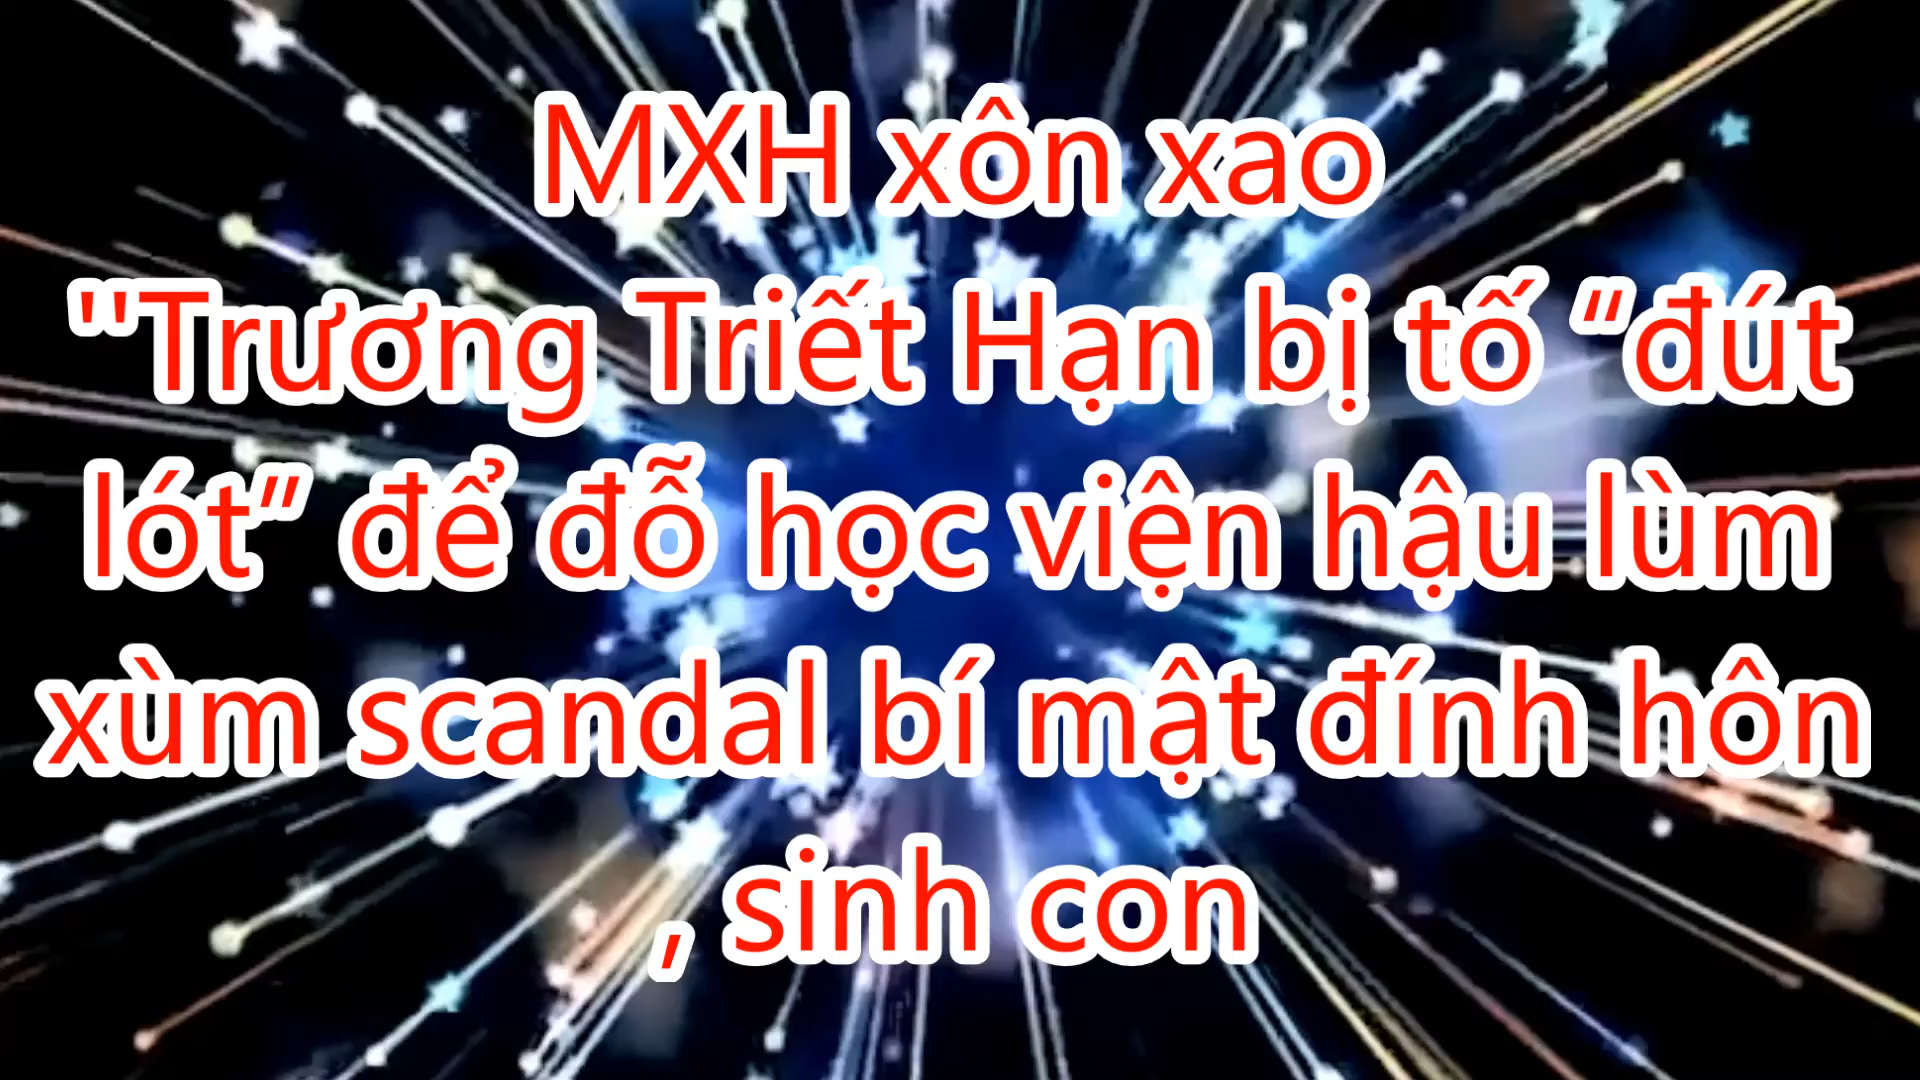 MXH xôn xao
"Trương Triết Hạn bị tố “đút
lót” để đỗ học viện hậu lùm
xùm scandal bí mật đính hôn
, sinh con